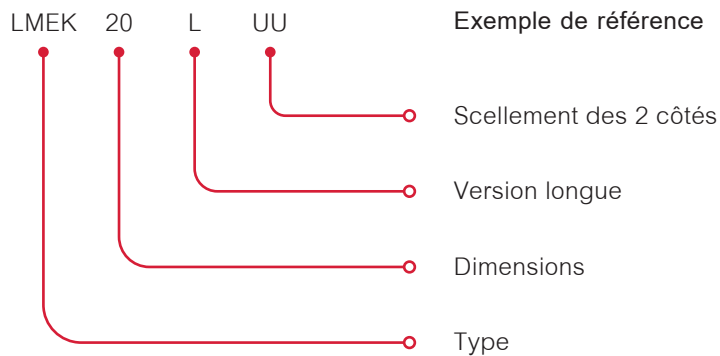 LMEK 20 L UU Exemple de référence
Scellement des 2 côtés
Version longue
Dimensions
Type